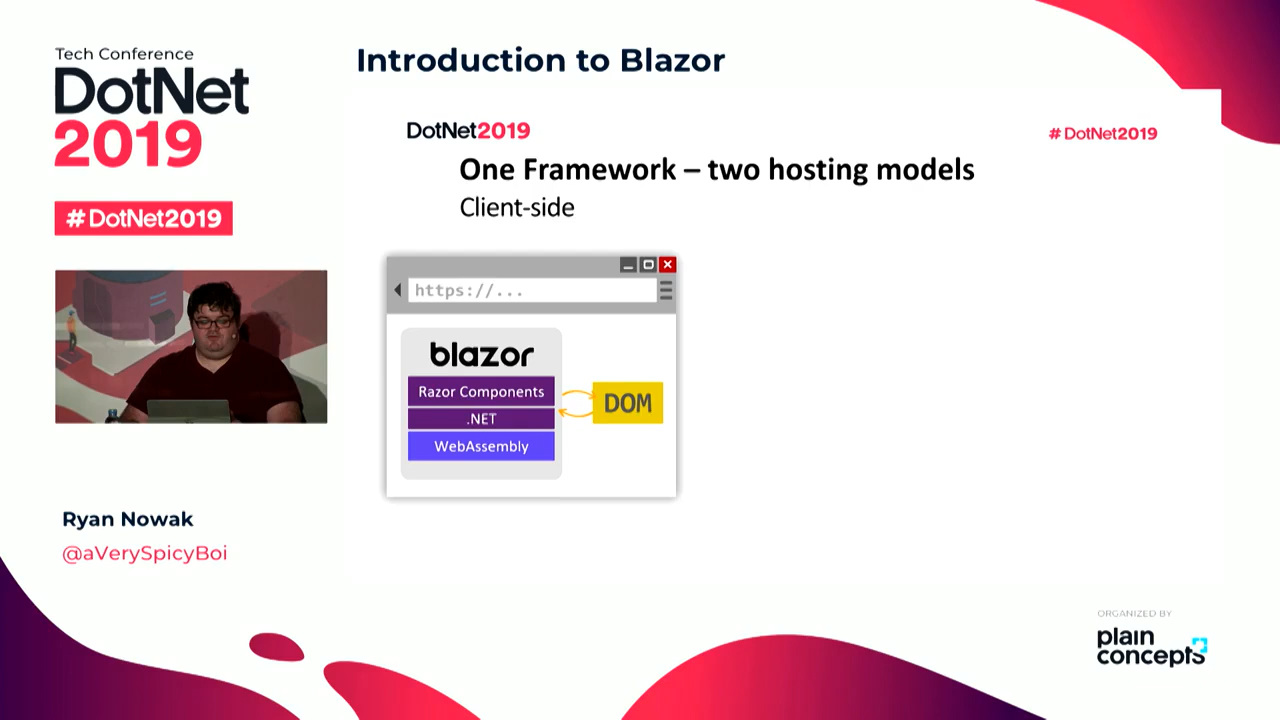 Tech Conference
DotNet
2019
#DotNet2019
Ryan Nowak
@aVerySpicyBoi
Introduction to Blazor
DotNet2019
# DotNet2019
One Framework – two hosting models
Client-side
https://...
blazor
Razor Components
.NET
WebAssembly
DOM
ORGANIZED BY
plain
concepts